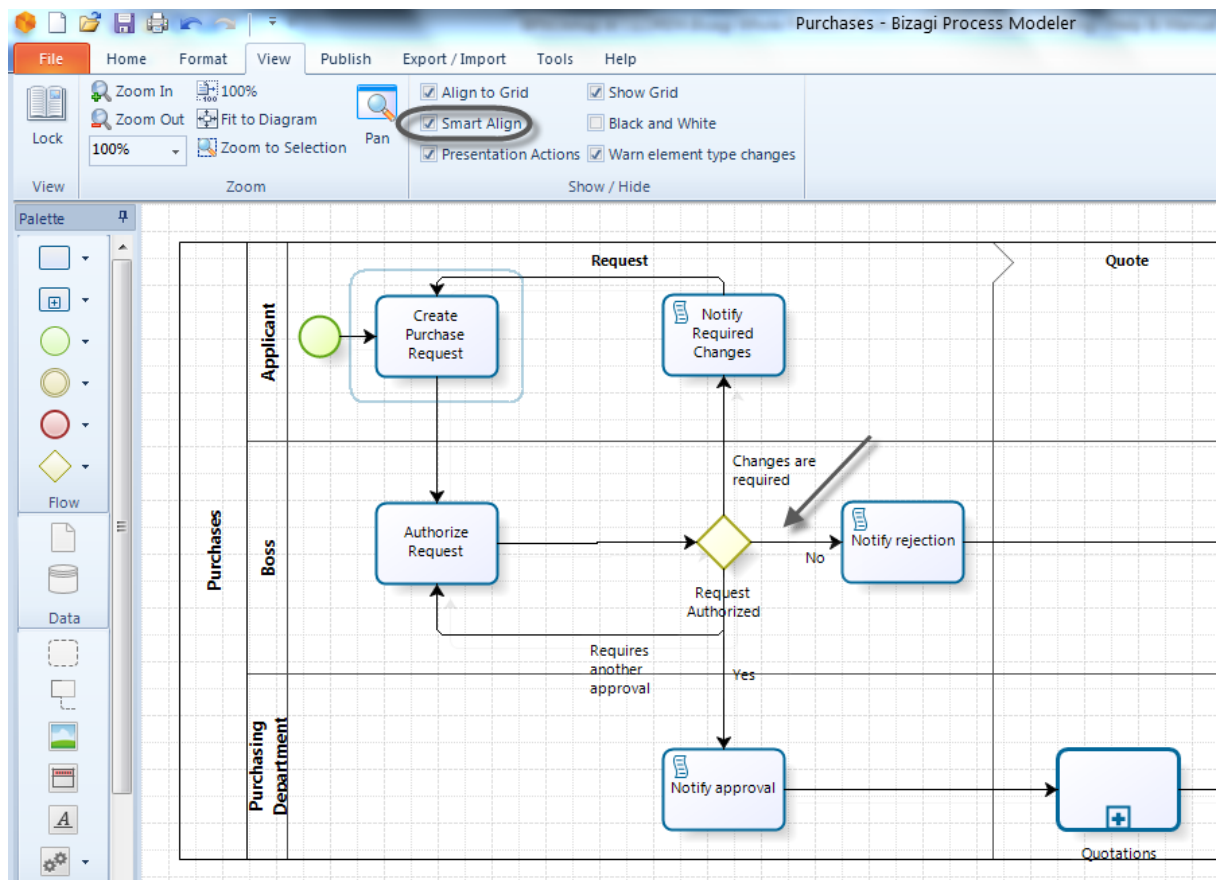 Purchases - Bizagi Process Modeler
File Home Format View Publish Export / Import Tools Help
Zoom In 100% Align to Grid Show Grid
Zoom Out Fit to Diagram Smart Align Black and White
Lock 100% Zoom to Selection Pan Presentation Actions Warn element type changes
View Zoom Show / Hide
Palette
Flow
Data
A
Purchases
Applicant
Boss
Purchasing
Department
Request
Quote
Create
Purchase
Request
Notify
Required
Changes
Changes are
required
Authorize
Request
Request
Authorized
No
Notify rejection
Requires
another
approval
Yes
Notify approval
Quotations